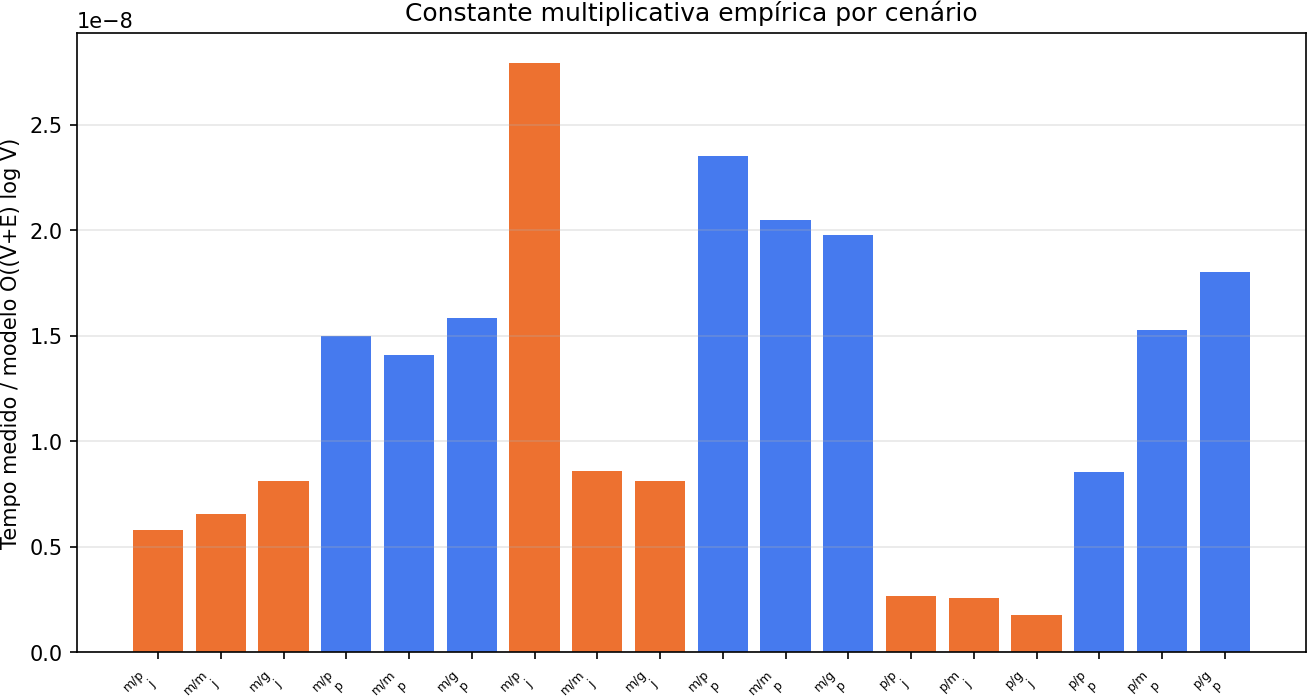 Constante multiplicativa empírica por cenário
1e−8
Tempo medido / modelo O((V+E) log V)
2.5
2.0
1.5
1.0
0.5
0.0
m/p
j
m/m
j
m/g
j
m/p
p
m/m
p
m/g
p
m/p
j
m/m
j
m/g
j
m/p
p
m/m
p
m/g
p
p/p
j
p/m
j
p/g
j
p/p
p
p/m
p
p/g
p